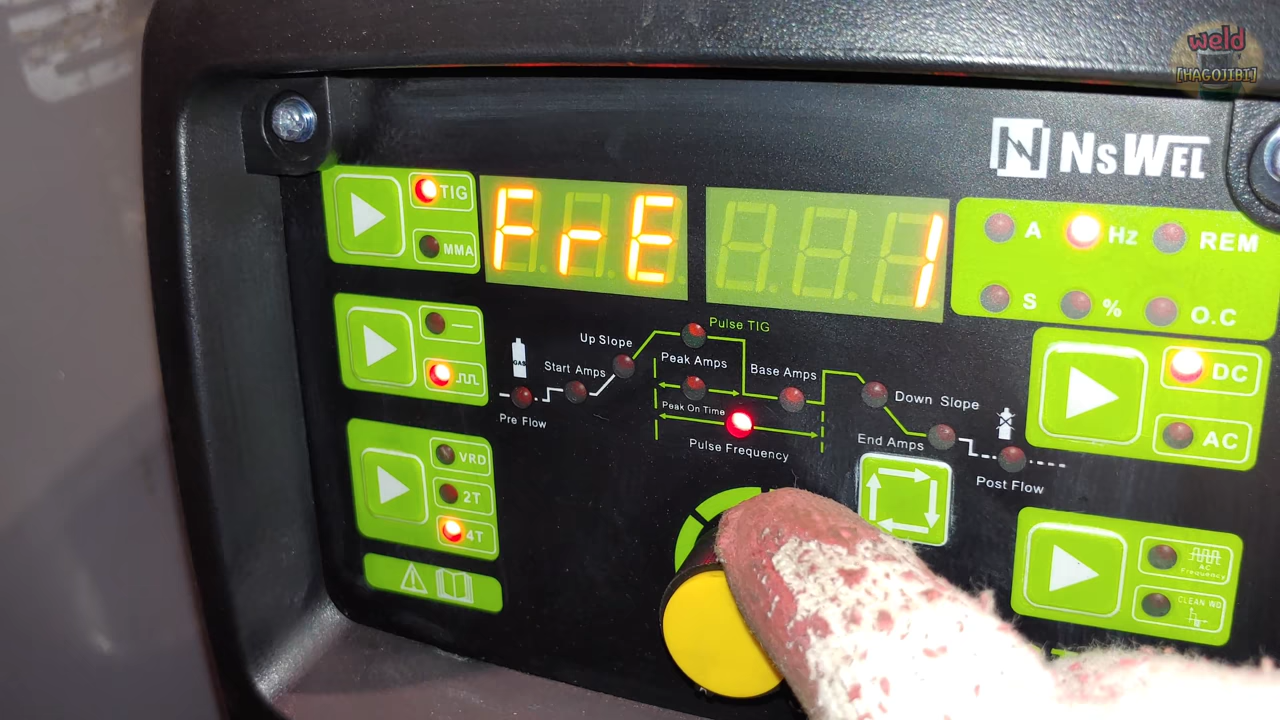 weld
[HAGOJIBI]
NSWEL
TIG
MMA
FrE
1
A
Hz
REM
S
%
O.C
Pulse TIG
Up Slope
Peak Amps
GAS
Start Amps
Base Amps
Pre Flow
Peak On Time
Down Slope
Pulse Frequency
End Amps
Post Flow
DC
AC
VRD
2T
4T
AC
Frequency
CLEAN WD